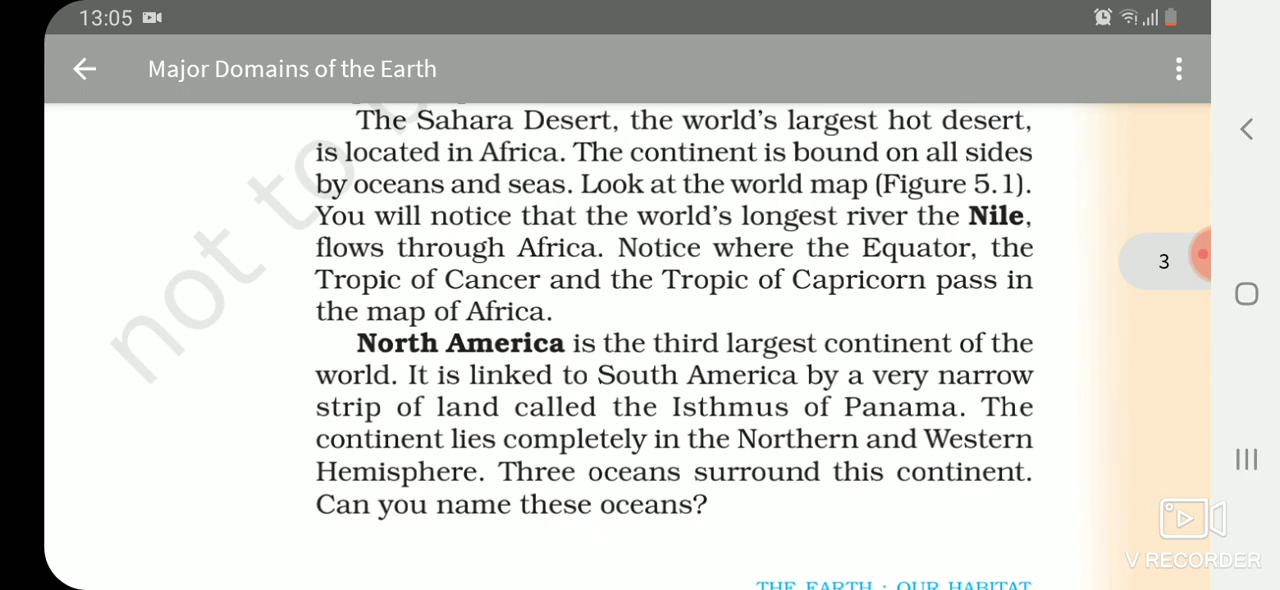 13:05
Major Domains of the Earth
The Sahara Desert, the world's largest hot desert,
is located in Africa. The continent is bound on all sides
by oceans and seas. Look at the world map (Figure 5.1).
You will notice that the world's longest river the Nile,
flows through Africa. Notice where the Equator, the
Tropic of Cancer and the Tropic of Capricorn pass in
the map of Africa.
North America is the third largest continent of the
world. It is linked to South America by a very narrow
strip of land called the Isthmus of Panama. The
continent lies completely in the Northern and Western
Hemisphere. Three oceans surround this continent.
Can you name these oceans?
THE EARTH : OUR HABITAT
not to
3
V RECORDER